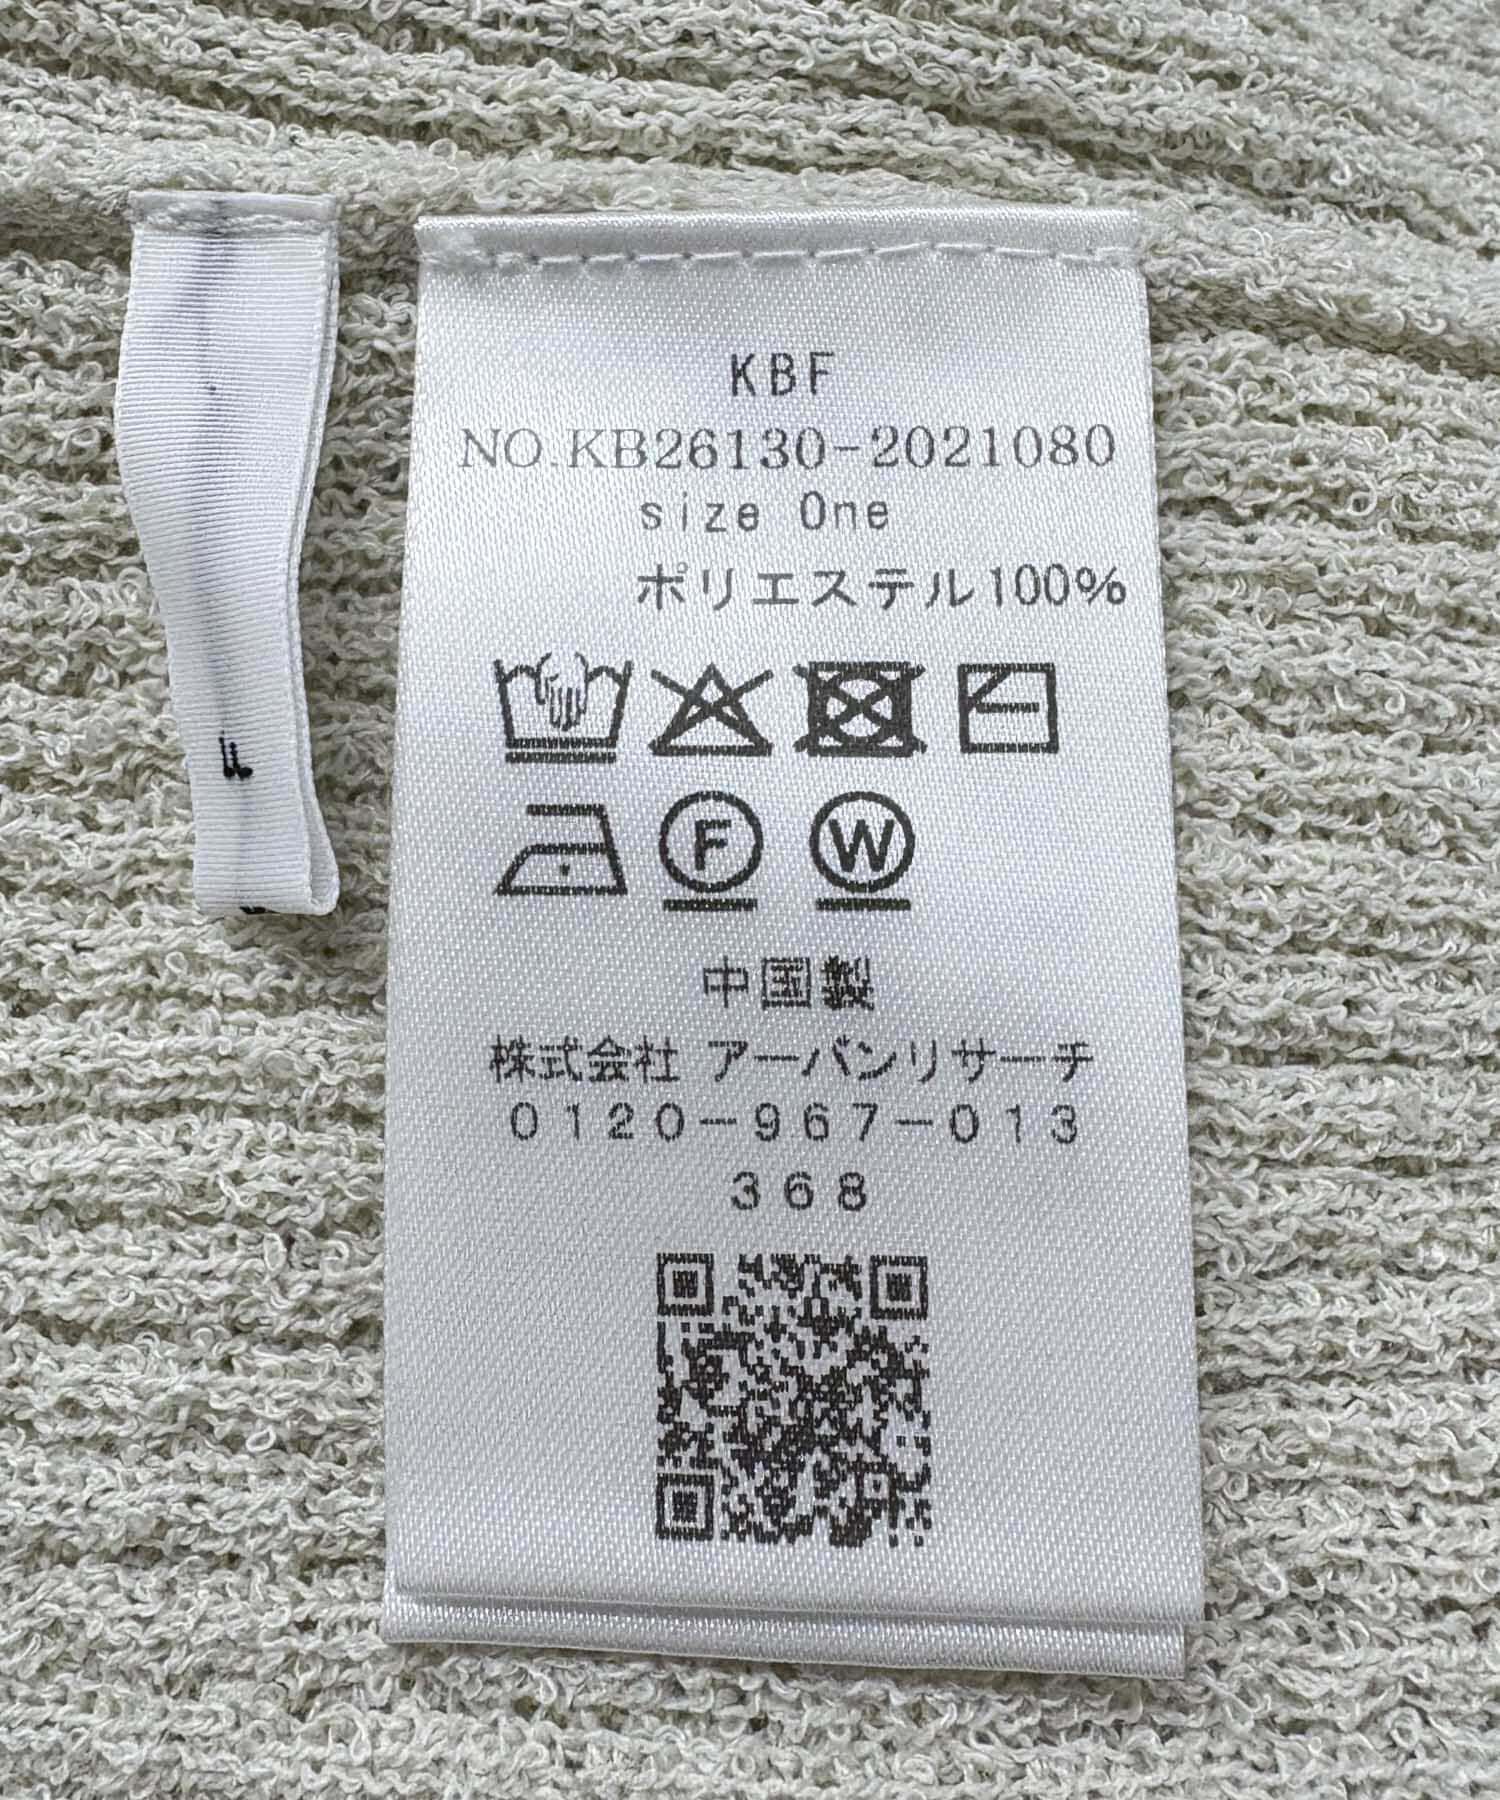 KBF
NO.KB26130-2021080
size One
ポリエステル100%
F W
中国製
株式会社 アーバンリサーチ
0120-967-013
368